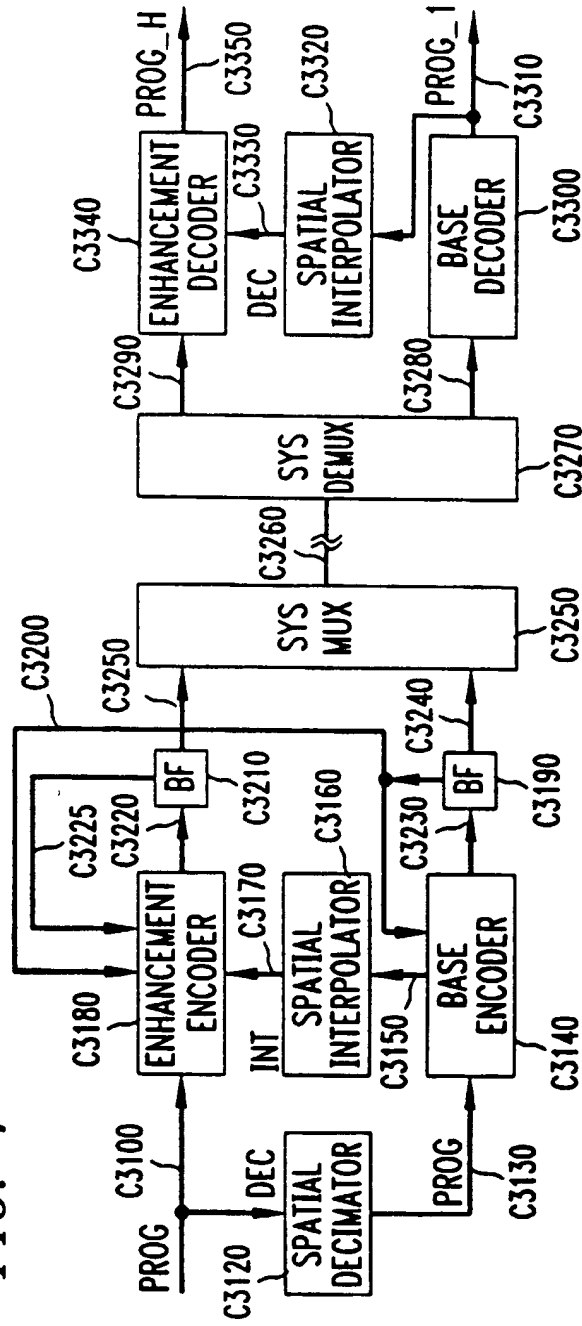 FIG. 7
PROG
C3100
DEC
C3120
SPATIAL
DECIMATOR
PROG
C3130
C3180
ENHANCEMENT
ENCODER
INT
C3170
SPATIAL
INTERPOLATOR
C3160
C3150
BASE
ENCODER
C3140
C3225
C3220
BF
C3210
C3200
C3250
C3230
BF
C3190
C3240
SYS
MUX
C3250
C3260
SYS
DEMUX
C3270
C3290
C3280
C3340
ENHANCEMENT
DECODER
DEC
C3330
SPATIAL
INTERPOLATOR
C3320
BASE
DECODER
C3300
PROG_H
C3350
PROG_1
C3310